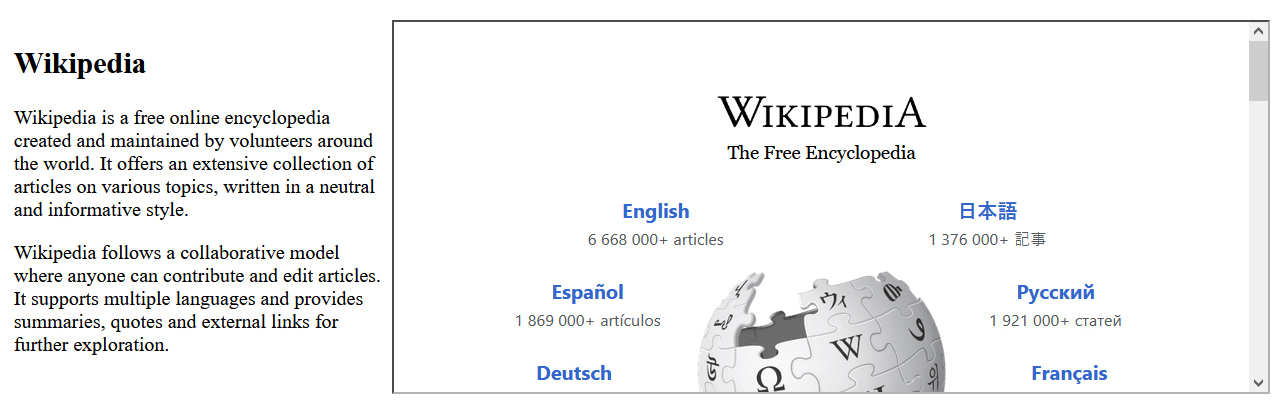 Wikipedia
Wikipedia is a free online encyclopedia
created and maintained by volunteers around
the world. It offers an extensive collection of
articles on various topics, written in a neutral
and informative style.
Wikipedia follows a collaborative model
where anyone can contribute and edit articles.
It supports multiple languages and provides
summaries, quotes and external links for
further exploration.
WIKIPEDIA
The Free Encyclopedia
English
6 668 000+ articles
日本語
1 376 000+ 記事
Español
1 869 000+ artículos
Русский
1 921 000+ статей
Deutsch
Français
W
Ω